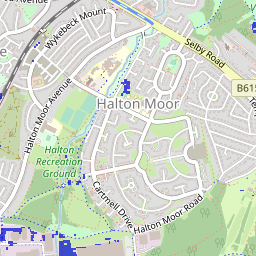 Wykebeck Mount
Selby Road
B615
Halton Moor
Halton Moor Avenue
Halton
Recreation
Ground
Cartmell Drive
Halton Moor Road